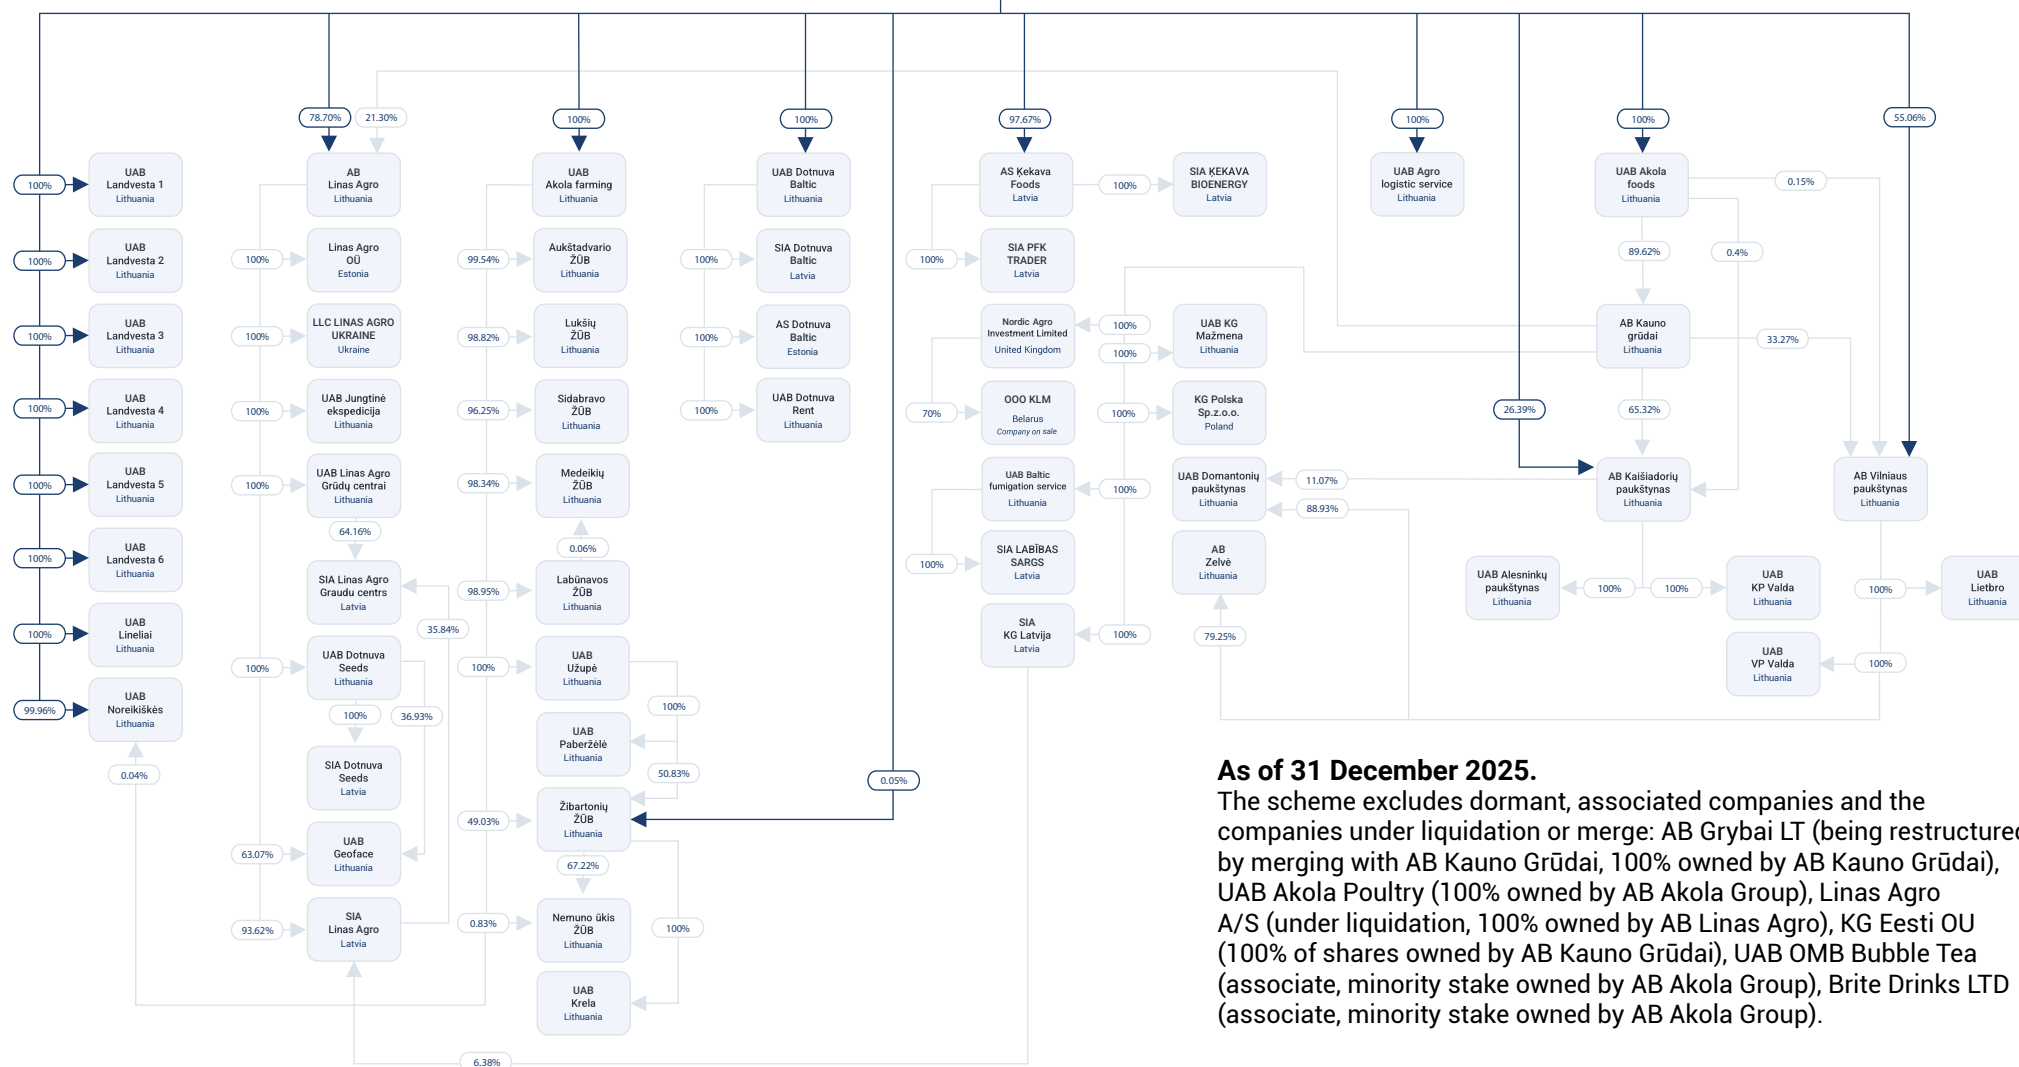 78.70%
21.30%
100%
100%
97.67%
100%
100%
55.06%
100%
UAB
Landvesta 1
Lithuania
100%
UAB
Landvesta 2
Lithuania
100%
UAB
Landvesta 3
Lithuania
100%
UAB
Landvesta 4
Lithuania
100%
UAB
Landvesta 5
Lithuania
100%
UAB
Landvesta 6
Lithuania
100%
UAB
Lineliai
Lithuania
99.96%
UAB
Noreikiškės
Lithuania
0.04%
AB
Linas Agro
Lithuania
100%
Linas Agro
OÜ
Estonia
100%
LLC LINAS AGRO
UKRAINE
Ukraine
100%
UAB Jungtinė
ekspedicija
Lithuania
100%
UAB Linas Agro
Grūdų centrai
Lithuania
64.16%
SIA Linas Agro
Graudu centrs
Latvia
35.84%
100%
UAB Dotnuva
Seeds
Lithuania
100%
36.93%
SIA Dotnuva
Seeds
Latvia
63.07%
UAB
Geoface
Lithuania
93.62%
SIA
Linas Agro
Latvia
6.38%
UAB
Akola farming
Lithuania
99.54%
Aukštadvario
ŽŪB
Lithuania
98.82%
Lukšių
ŽŪB
Lithuania
96.25%
Sidabravo
ŽŪB
Lithuania
98.34%
Medeikių
ŽŪB
Lithuania
0.06%
98.95%
Labūnavos
ŽŪB
Lithuania
100%
UAB
Užupė
Lithuania
100%
UAB
Paberžėlė
Lithuania
50.83%
49.03%
Žibartonių
ŽŪB
Lithuania
0.05%
67.22%
0.83%
Nemuno ūkis
ŽŪB
Lithuania
100%
UAB
Krela
Lithuania
UAB Dotnuva
Baltic
Lithuania
100%
SIA Dotnuva
Baltic
Latvia
100%
AS Dotnuva
Baltic
Estonia
100%
UAB Dotnuva
Rent
Lithuania
AS Ķekava
Foods
Latvia
100%
SIA ĶEKAVA
BIOENERGY
Latvia
100%
SIA PFK
TRADER
Latvia
Nordic Agro
Investment Limited
United Kingdom
100%
100%
UAB KG
Mažmena
Lithuania
70%
OOO KLM
Belarus
Company on sale
100%
KG Polska
Sp.z.o.o.
Poland
UAB Baltic
fumigation service
Lithuania
100%
UAB Domantonių
paukštynas
Lithuania
11.07%
88.93%
100%
SIA LABĪBAS
SARGS
Latvia
AB
Zelvė
Lithuania
79.25%
SIA
KG Latvija
Latvia
100%
UAB Agro
logistic service
Lithuania
UAB Akola
foods
Lithuania
0.15%
89.62%
0.4%
AB Kauno
grūdai
Lithuania
33.27%
26.39%
65.32%
AB Kaišiadorių
paukštynas
Lithuania
AB Vilniaus
paukštynas
Lithuania
UAB Alesninkų
paukštynas
Lithuania
100%
100%
UAB
KP Valda
Lithuania
100%
UAB
Lietbro
Lithuania
UAB
VP Valda
Lithuania
100%
As of 31 December 2025.
The scheme excludes dormant, associated companies and the
companies under liquidation or merge: AB Grybai LT (being restructured
by merging with AB Kauno Grūdai, 100% owned by AB Kauno Grūdai),
UAB Akola Poultry (100% owned by AB Akola Group), Linas Agro
A/S (under liquidation, 100% owned by AB Linas Agro), KG Eesti OU
(100% of shares owned by AB Kauno Grūdai), UAB OMB Bubble Tea
(associate, minority stake owned by AB Akola Group), Brite Drinks LTD
(associate, minority stake owned by AB Akola Group).